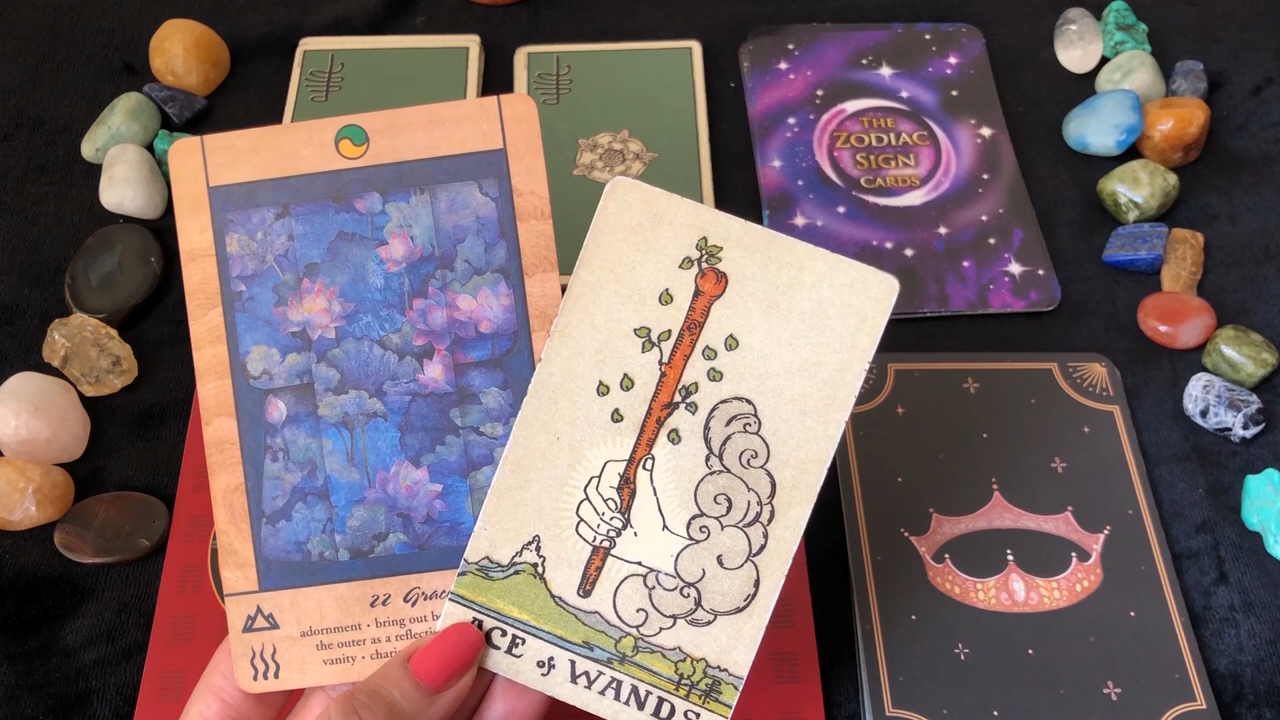 THE
ZODIAC
SIGN
CARDS
22 Grac
adornment • bring out b
the outer as a reflecti
vanity • chari
ACE of WANDS